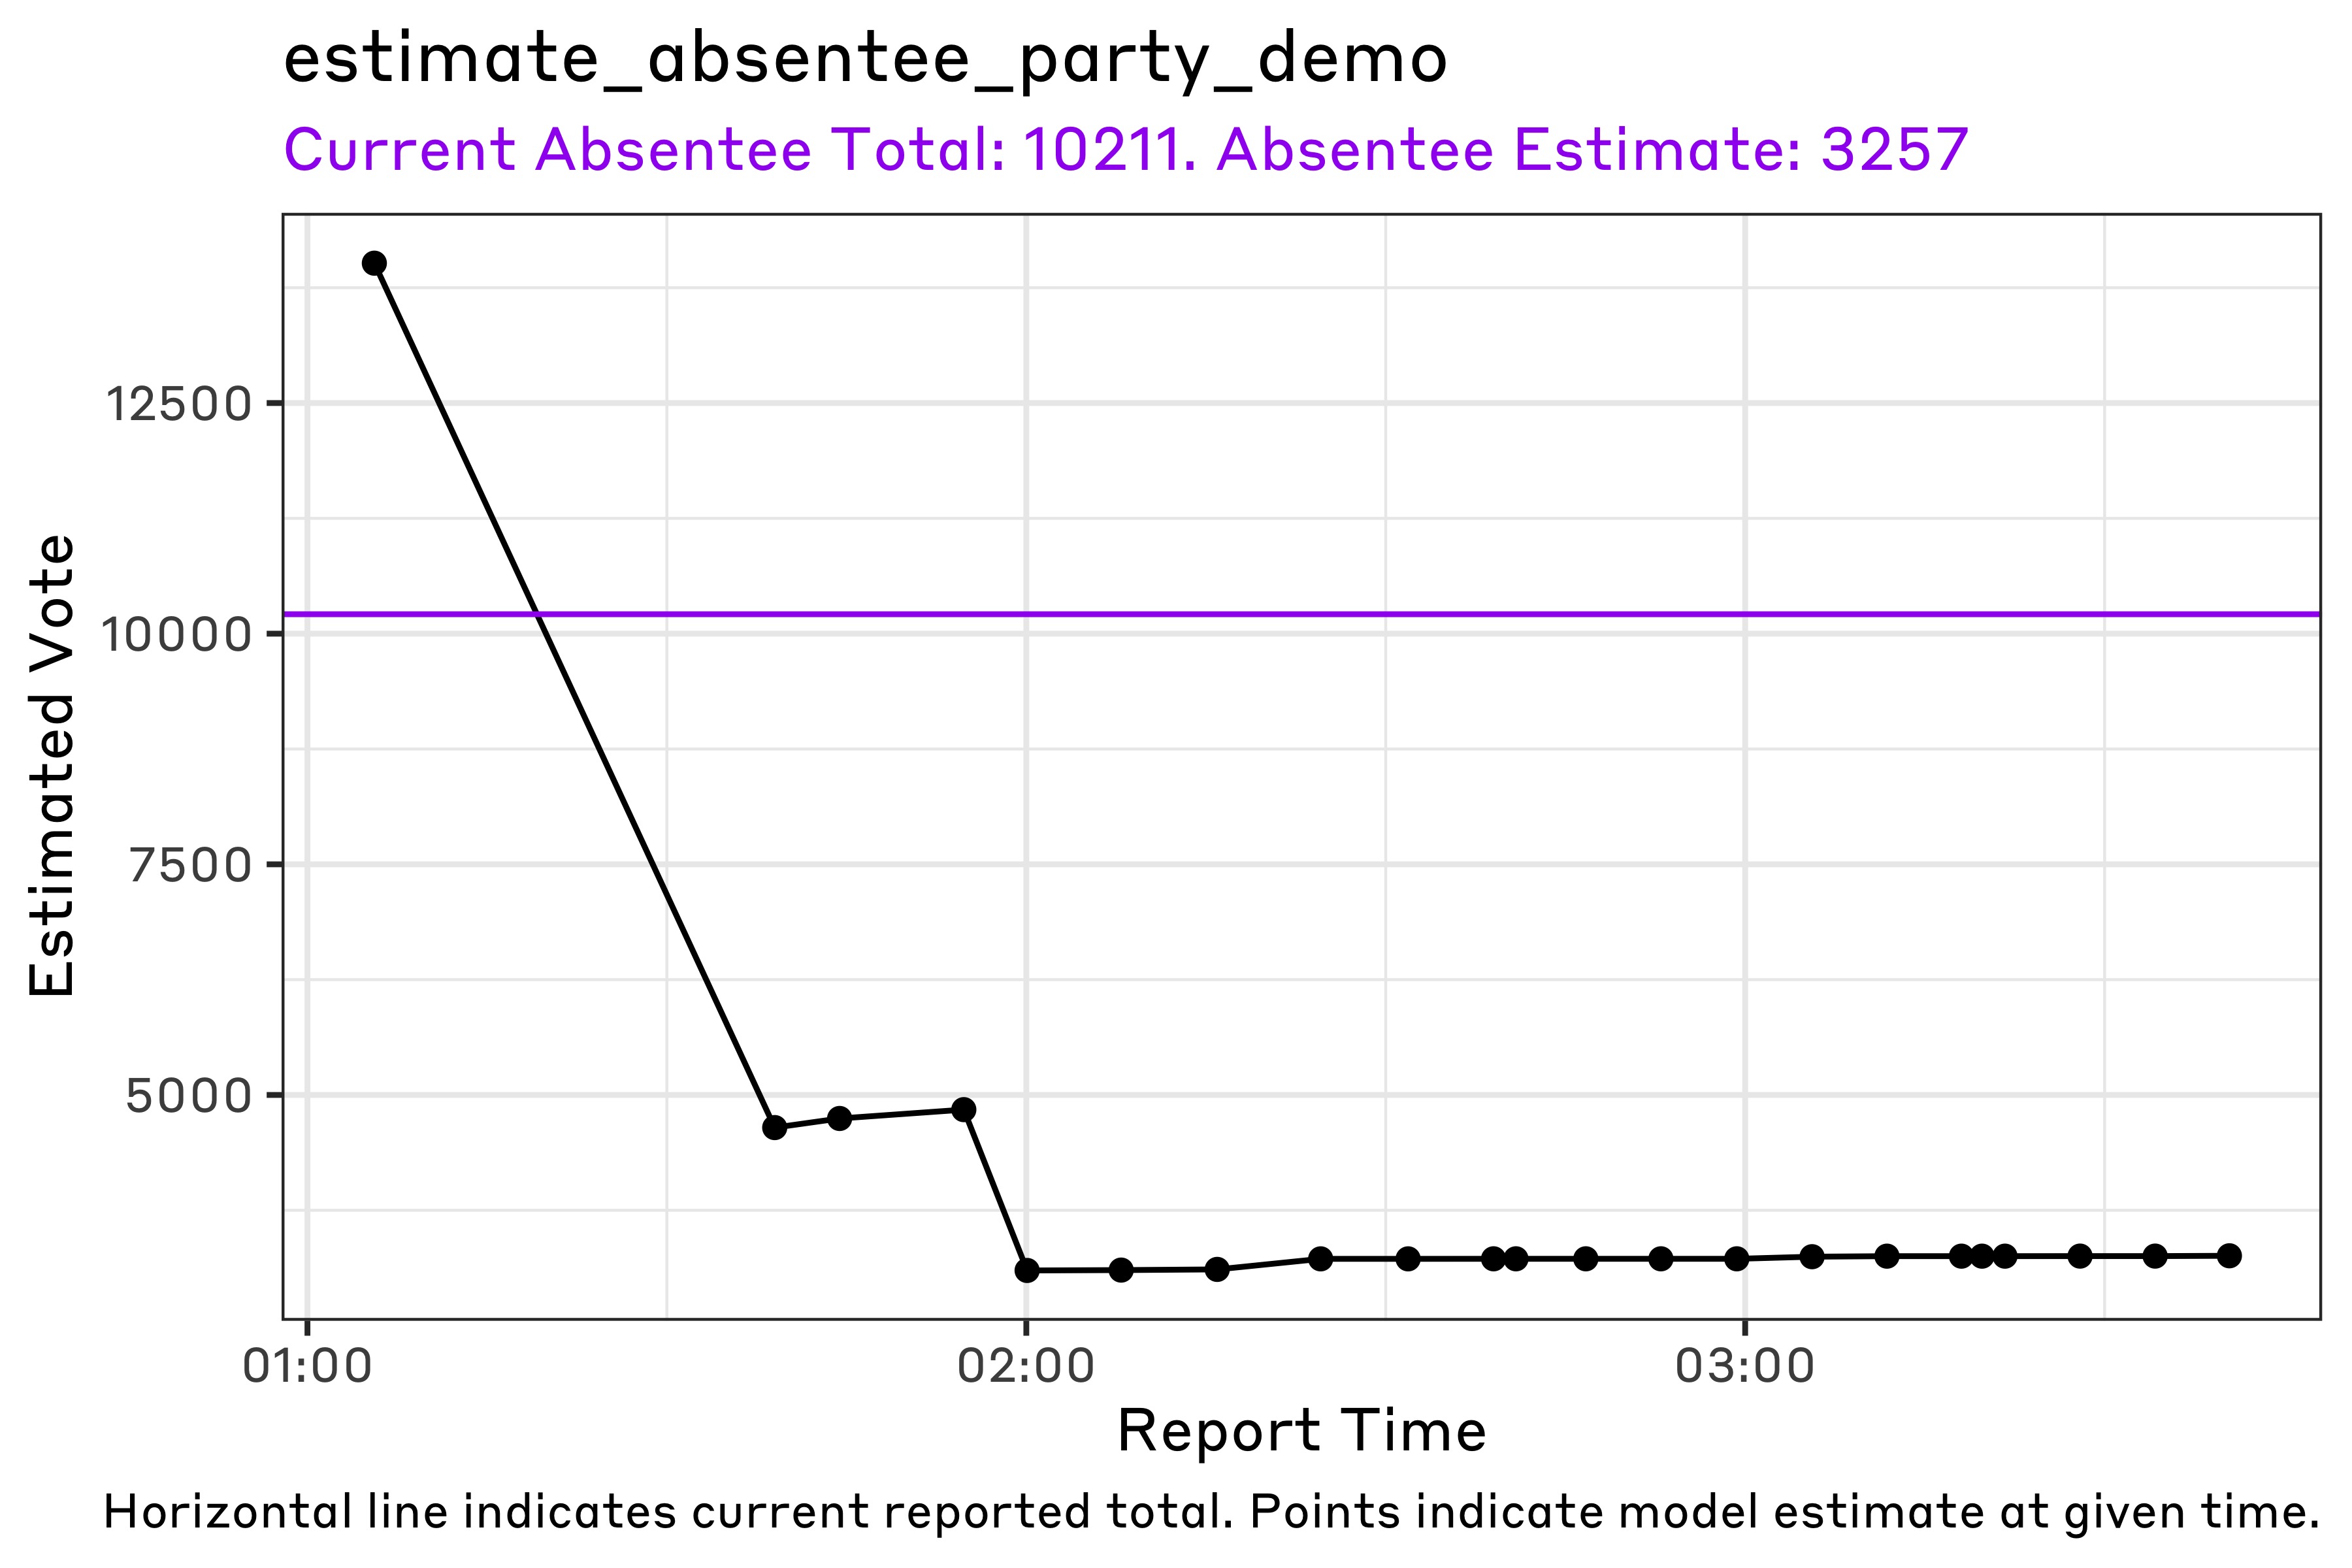 estimate_absentee_party_demo
Current Absentee Total: 10211. Absentee Estimate: 3257
Estimated Vote
12500
10000
7500
5000
01:00 02:00 03:00
Report Time
Horizontal line indicates current reported total. Points indicate model estimate at given time.